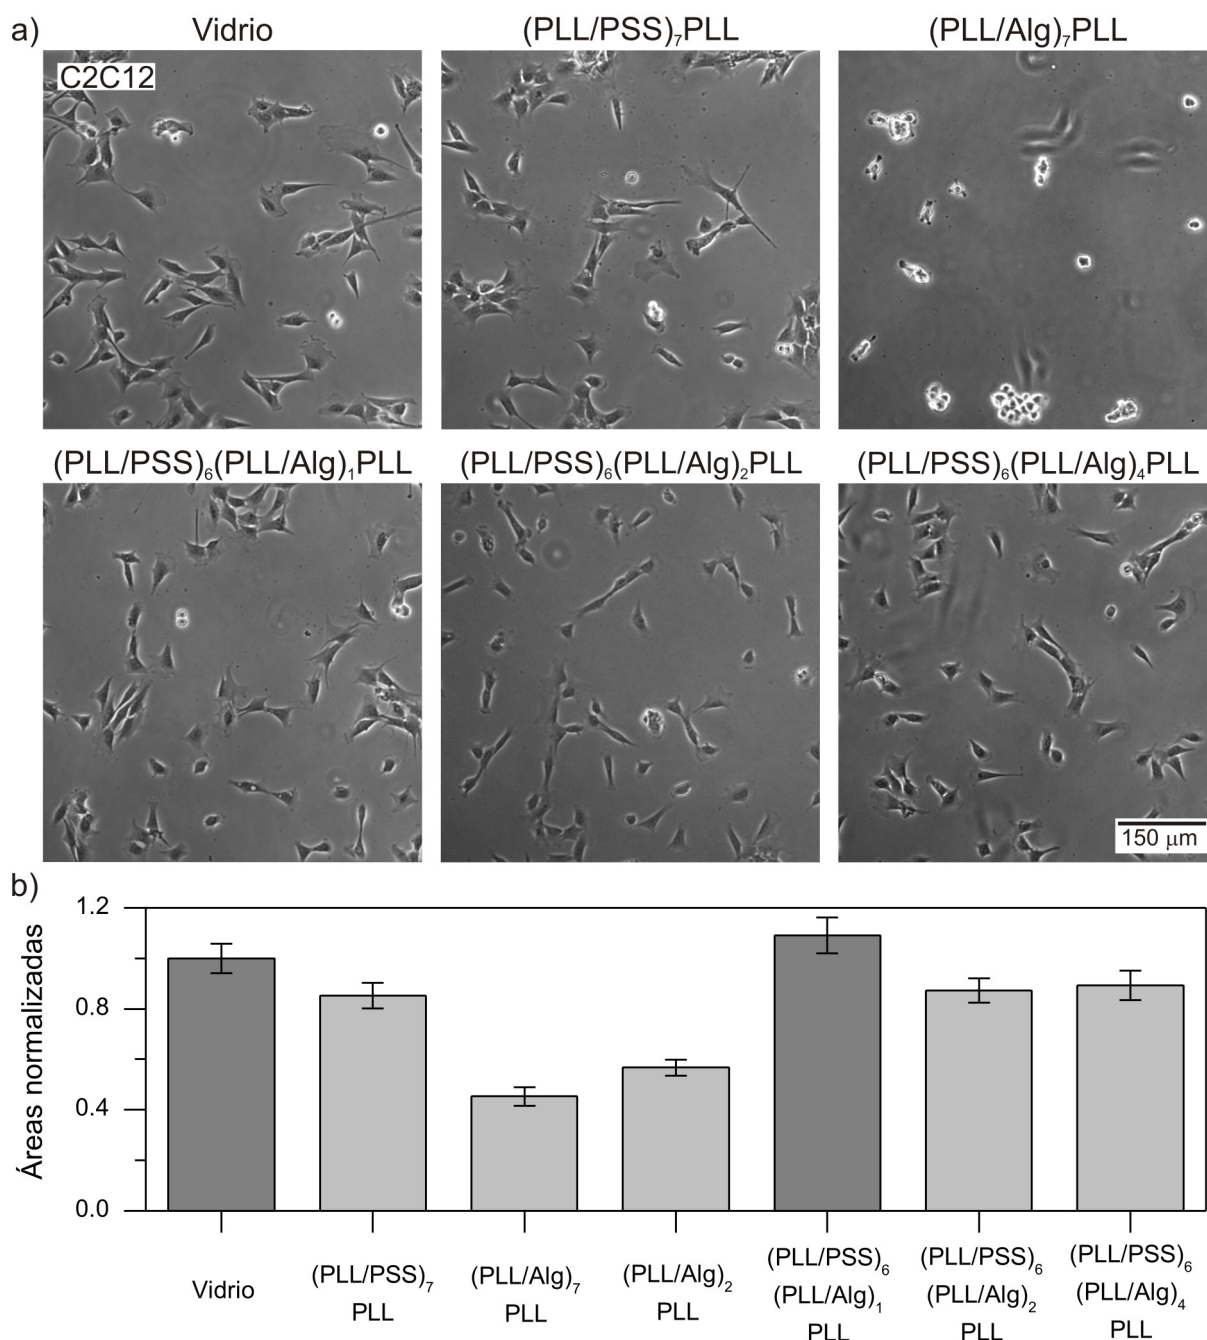 a)
Vidrio
(PLL/PSS)₇PLL
(PLL/Alg)₇PLL
C2C12
(PLL/PSS)₆(PLL/Alg)₁PLL
(PLL/PSS)₆(PLL/Alg)₂PLL
(PLL/PSS)₆(PLL/Alg)₄PLL
150 μm
b)
Áreas normalizadas
1.2
0.8
0.4
0.0
Vidrio
(PLL/PSS)₇
PLL
(PLL/Alg)₇
PLL
(PLL/Alg)₂
PLL
(PLL/PSS)₆
(PLL/Alg)₁
PLL
(PLL/PSS)₆
(PLL/Alg)₂
PLL
(PLL/PSS)₆
(PLL/Alg)₄
PLL